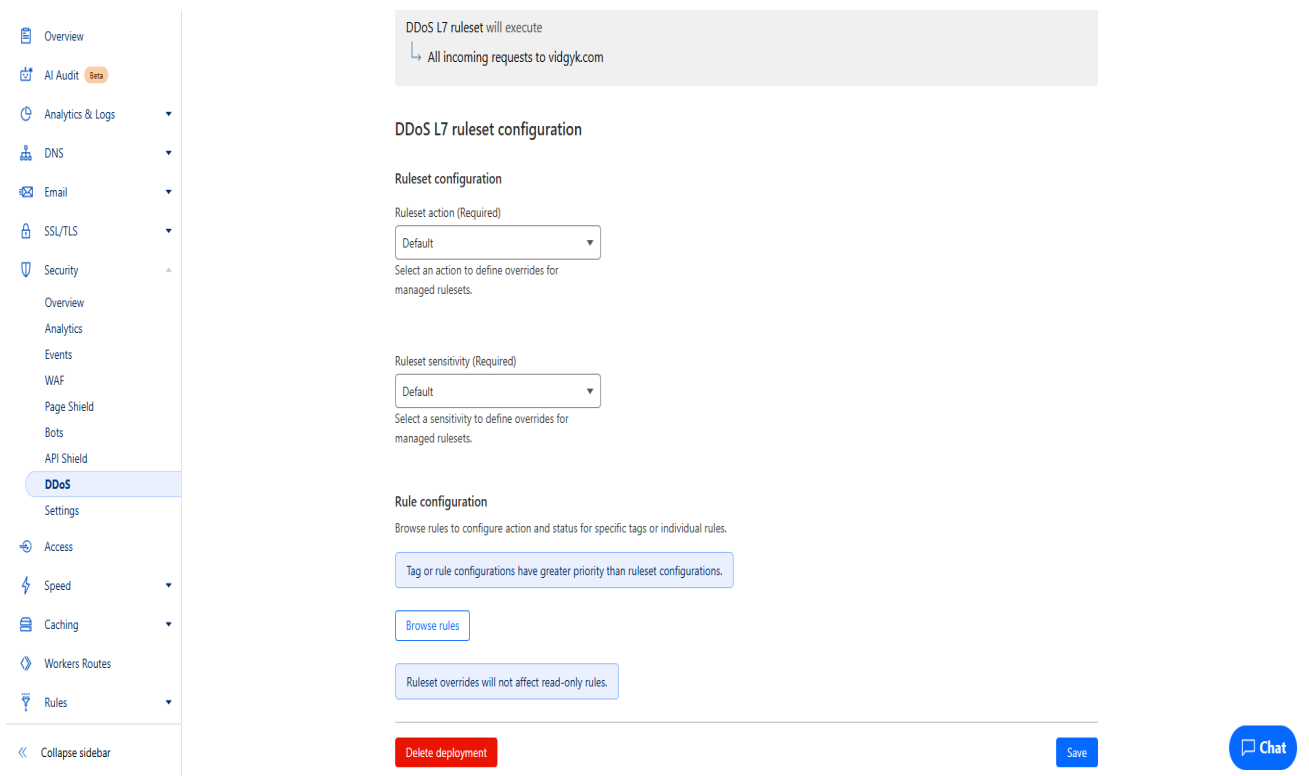 Overview
AI Audit Beta
Analytics & Logs
DNS
Email
SSL/TLS
Security
Overview
Analytics
Events
WAF
Page Shield
Bots
API Shield
DDoS
Settings
Access
Speed
Caching
Workers Routes
Rules
Collapse sidebar
DDoS L7 ruleset will execute
All incoming requests to vidgyk.com
DDoS L7 ruleset configuration
Ruleset configuration
Ruleset action (Required)
Default
Select an action to define overrides for
managed rulesets.
Ruleset sensitivity (Required)
Default
Select a sensitivity to define overrides for
managed rulesets.
Rule configuration
Browse rules to configure action and status for specific tags or individual rules.
Tag or rule configurations have greater priority than ruleset configurations.
Browse rules
Ruleset overrides will not affect read-only rules.
Delete deployment
Save
Chat